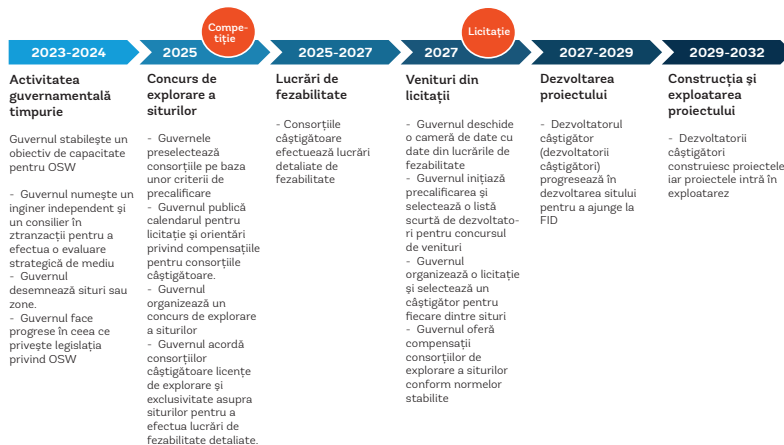 Compe-
tiție
Licitație
2023-2024
2025
2025-2027
2027
2027-2029
2029-2032
Activitatea
guvernamentală
timpurie
Guvernul stabilește un
obiectiv de capacitate
pentru OSW
- Guvernul numește un
inginer independent și
un consilier în
ztranzacții pentru a
efectua o evaluare
strategică de mediu
- Guvernul
desemnează situri sau
zone.
- Guvernul face
progrese în ceea ce
privește legislația
privind OSW
Concurs de
explorare a
siturilor
- Guvernele
preselectează
consorțiile pe baza
unor criterii de
precalificare
- Guvernul publică
calendarul pentru
licitație și orientări
privind compensațiile
pentru consorțiile
câștigătoare.
- Guvernul
organizează un
concurs de explorare
a siturilor
- Guvernul acordă
consorțiilor
câștigătoare licențe
de explorare și
exclusivitate asupra
siturilor pentru a
efectua lucrări de
fezabilitate detaliate.
Lucrări de
fezabilitate
- Consorțiile
câștigătoare
efectuează lucrări
detaliate de
fezabilitate
Venituri din
licitații
- Guvernul deschide
o cameră de date cu
date din lucrările de
fezabilitate
- Guvernul inițiază
precalificarea și
selectează o listă
scurtă de dezvoltato-
ri pentru concursul
de venituri
- Guvernul
organizează o licitație
și selectează un
câștigător pentru
fiecare dintre situri
- Guvernul oferă
compensații
consorțiilor de
explorare a siturilor
conform normelor
stabilite
Dezvoltarea
proiectului
- Dezvoltatorul
câștigător
(dezvoltatorii
câștigători)
progresează în
dezvoltarea sitului
pentru a ajunge la
FID
Construcția și
exploatarea
proiectului
- Dezvoltatorii
câștigători
construiesc proiectele
iar proiectele intră în
exploatarez